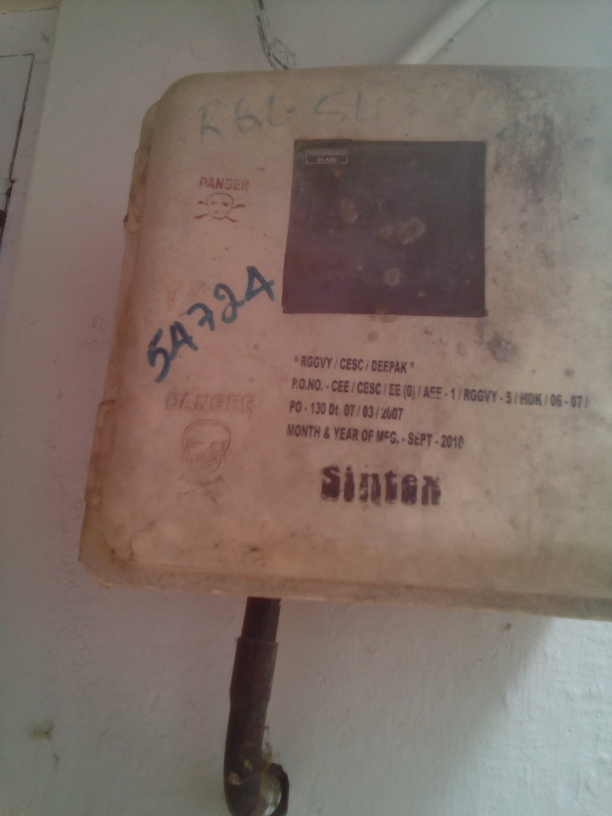 DANGER
54724
DANGER
"RGGVY / CESC / DEEPAK"
P.O.NO. - CEE / CESC / EE (O) / AEE - 1 / RGGVY - 5 / HDK / 06 - 07 /
PO - 130 Dt. 07 / 03 / 2007
MONTH & YEAR OF MFG. - SEPT - 2010
Sintex